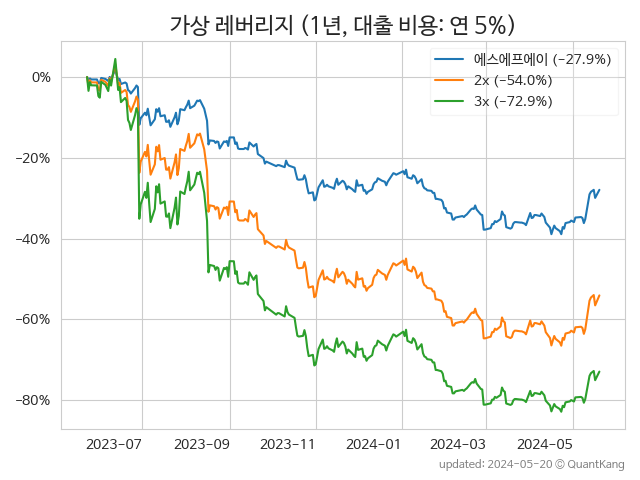 가상 레버리지 (1년, 대출 비용: 연 5%)
에스에프에이 (−27.9%)
2x (−54.0%)
3x (−72.9%)
0%
−20%
−40%
−60%
−80%
2023-07 2023-09 2023-11 2024-01 2024-03 2024-05
updated: 2024-05-20 © QuantKang